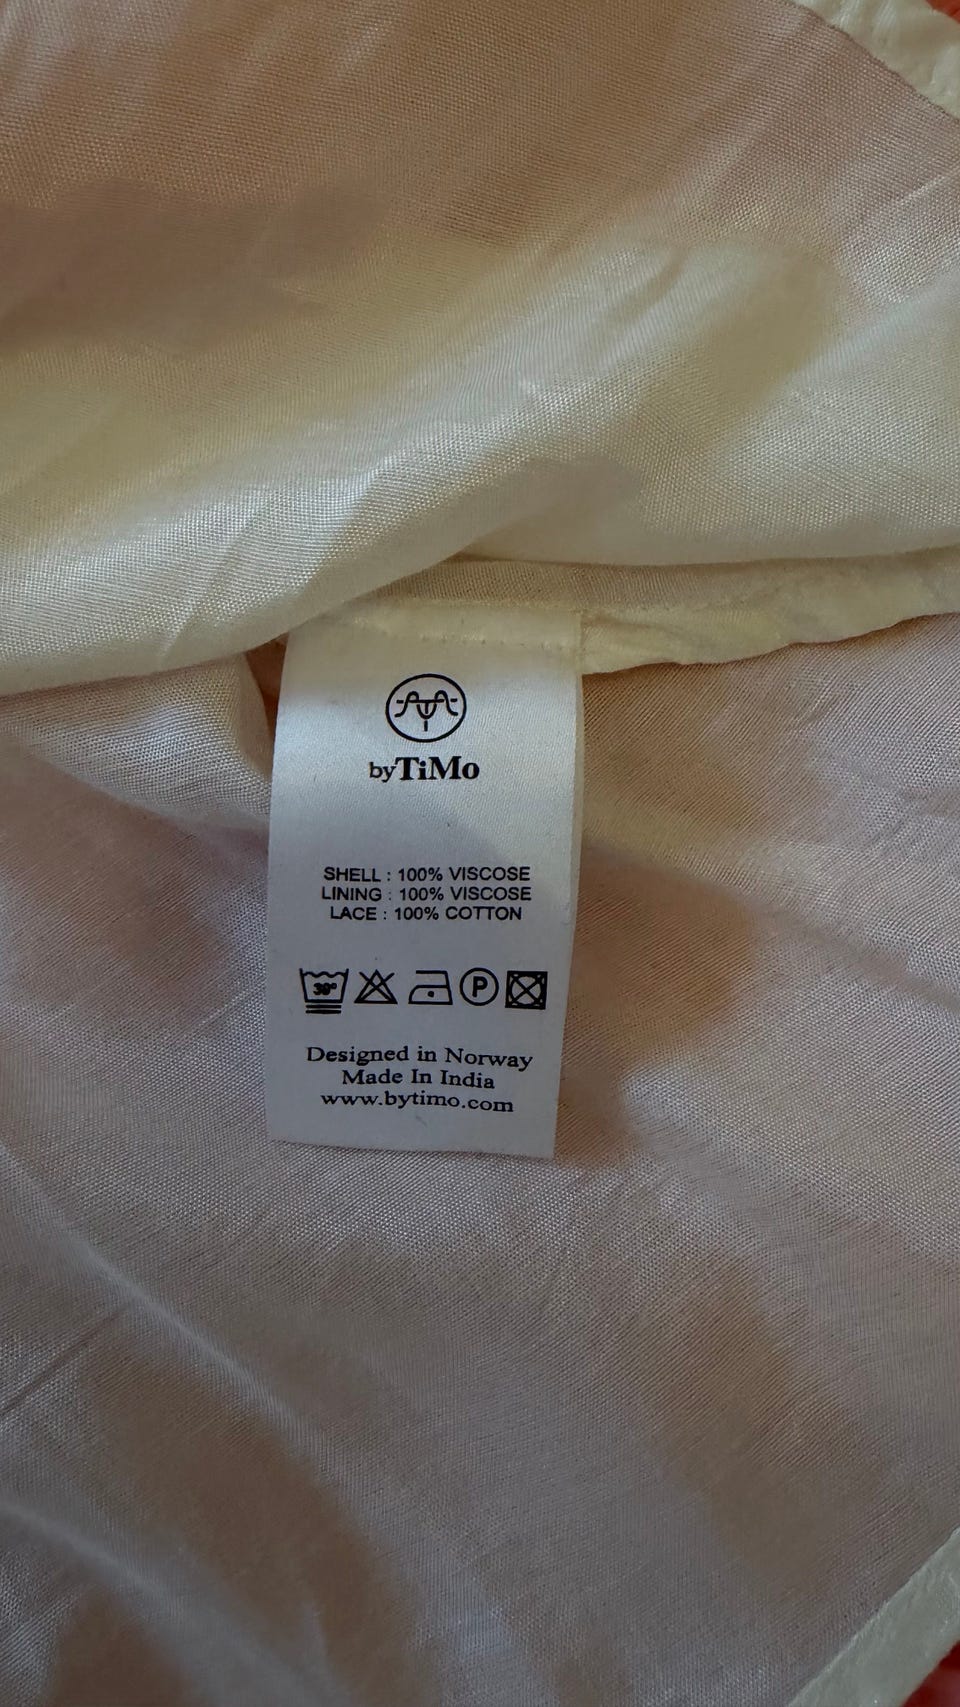 byTiMo
SHELL : 100% VISCOSE
LINING : 100% VISCOSE
LACE : 100% COTTON
30° P
Designed in Norway
Made In India
www.bytimo.com